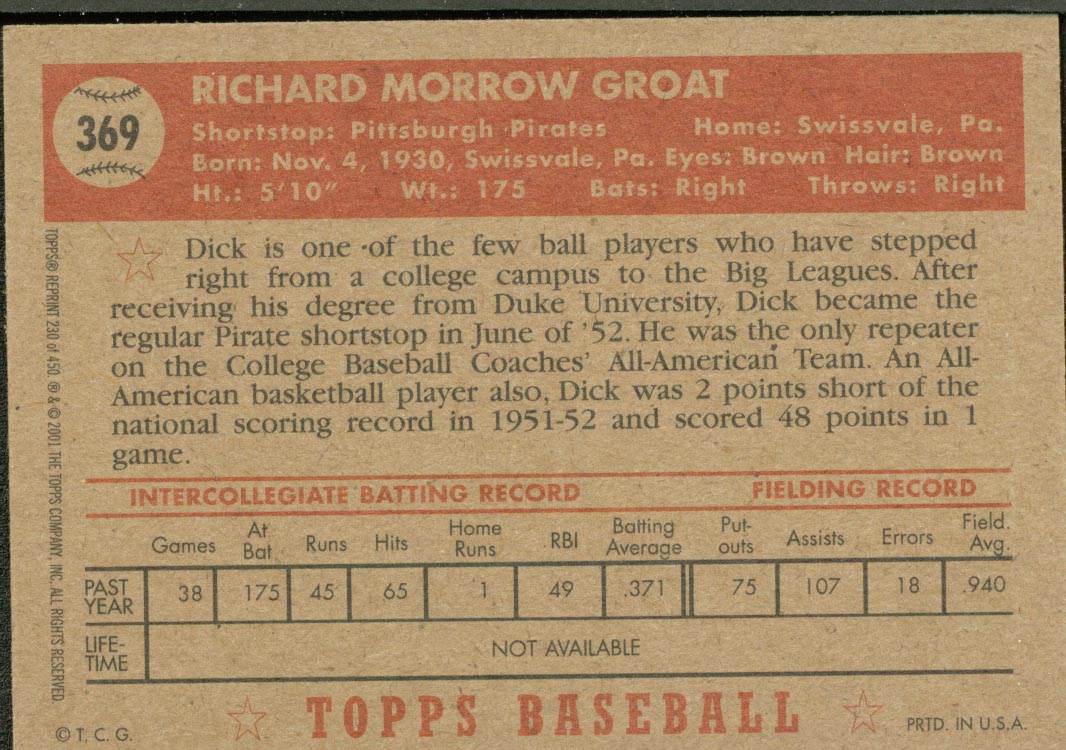 369
RICHARD MORROW GROAT
Shortstop: Pittsburgh Pirates Home: Swissvale, Pa.
Born: Nov. 4, 1930, Swissvale, Pa. Eyes: Brown Hair: Brown
Ht.: 5'10" Wt.: 175 Bats: Right Throws: Right
Dick is one of the few ball players who have stepped
right from a college campus to the Big Leagues. After
receiving his degree from Duke University, Dick became the
regular Pirate shortstop in June of '52. He was the only repeater
on the College Baseball Coaches' All-American Team. An All-
American basketball player also, Dick was 2 points short of the
national scoring record in 1951-52 and scored 48 points in 1
game.
INTERCOLLEGIATE BATTING RECORD FIELDING RECORD
Games At Bat Runs Hits Home Runs RBI Batting Average Put-outs Assists Errors Field. Avg.
PAST YEAR 38 175 45 65 1 49 .371 75 107 18 .940
LIFE-TIME NOT AVAILABLE
TOPPS BASEBALL
© T. C. G.
PRTD. IN U.S.A.
TOPPS® REPRINT 230 of 450 ® & © 2001 THE TOPPS COMPANY, INC. ALL RIGHTS RESERVED.